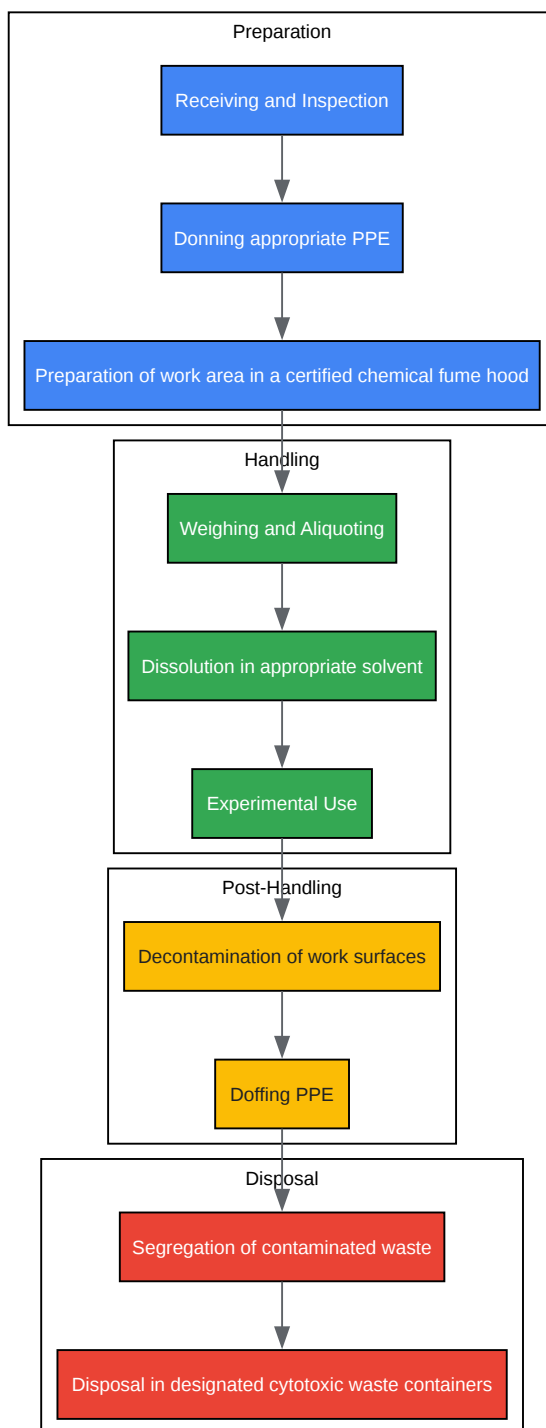 Preparation
Receiving and Inspection
Donning appropriate PPE
Preparation of work area in a certified chemical fume hood
Handling
Weighing and Aliquoting
Dissolution in appropriate solvent
Experimental Use
Post-Handling
Decontamination of work surfaces
Doffing PPE
Disposal
Segregation of contaminated waste
Disposal in designated cytotoxic waste containers